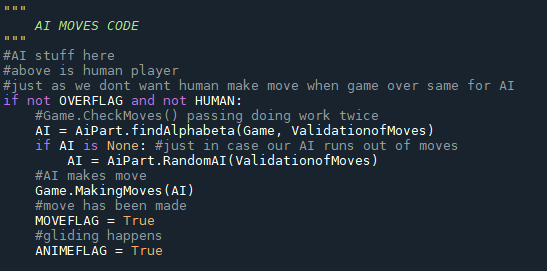 """
    AI MOVES CODE
"""
#AI stuff here
#above is human player
#just as we dont want human make move when game over same for AI
if not OVERFLAG and not HUMAN:
    #Game.CheckMoves() passing doing work twice
    AI = AiPart.findAlphabeta(Game, ValidationofMoves)
    if AI is None: #just in case our AI runs out of moves
        AI = AiPart.RandomAI(ValidationofMoves)
    #AI makes move
    Game.MakingMoves(AI)
    #move has been made
    MOVEFLAG = True
    #gliding happens
    ANIMEFLAG = True